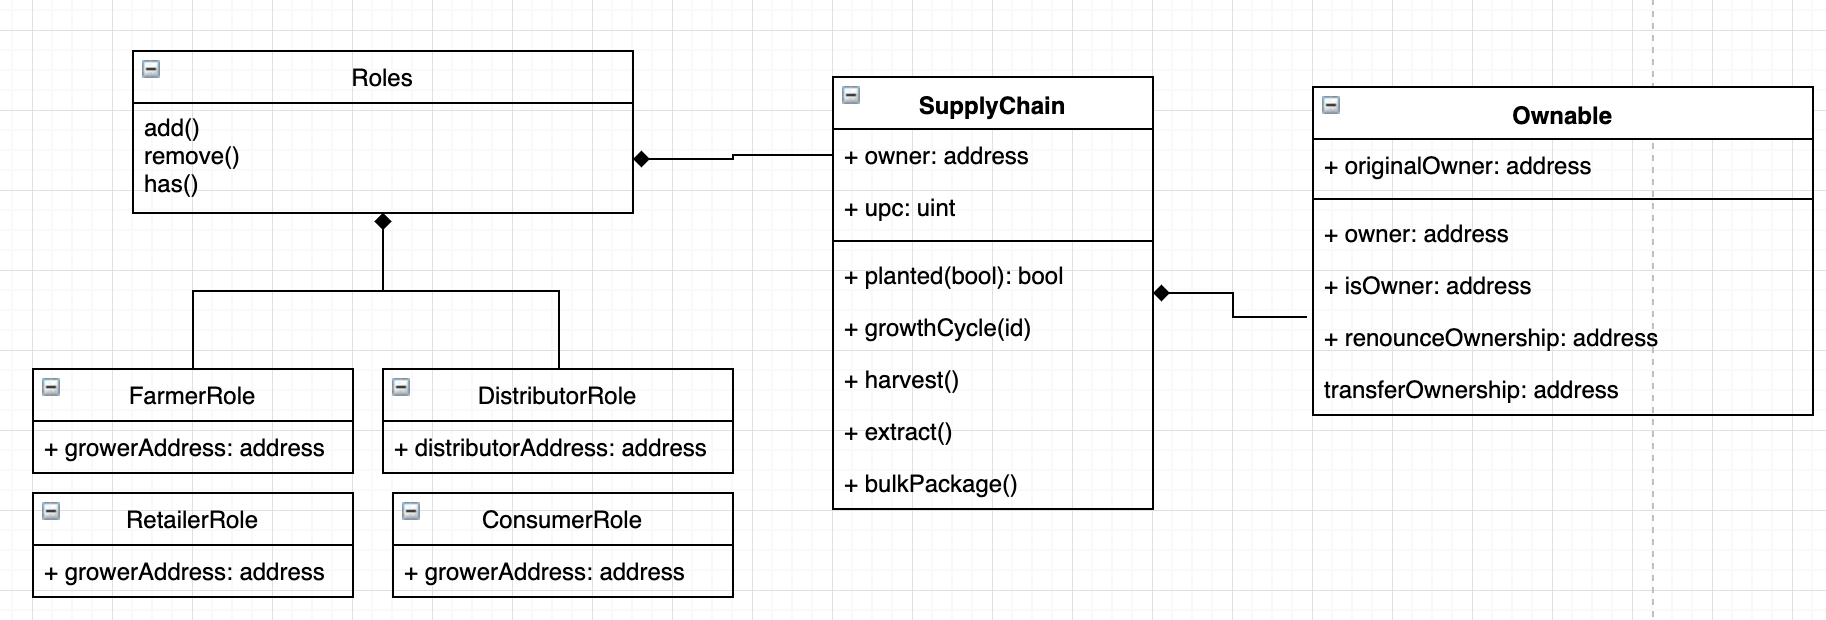 Roles
add()
remove()
has()
SupplyChain
+ owner: address
+ upc: uint
+ planted(bool): bool
+ growthCycle(id)
+ harvest()
+ extract()
+ bulkPackage()
Ownable
+ originalOwner: address
+ owner: address
+ isOwner: address
+ renounceOwnership: address
transferOwnership: address
FarmerRole
+ growerAddress: address
DistributorRole
+ distributorAddress: address
RetailerRole
+ growerAddress: address
ConsumerRole
+ growerAddress: address